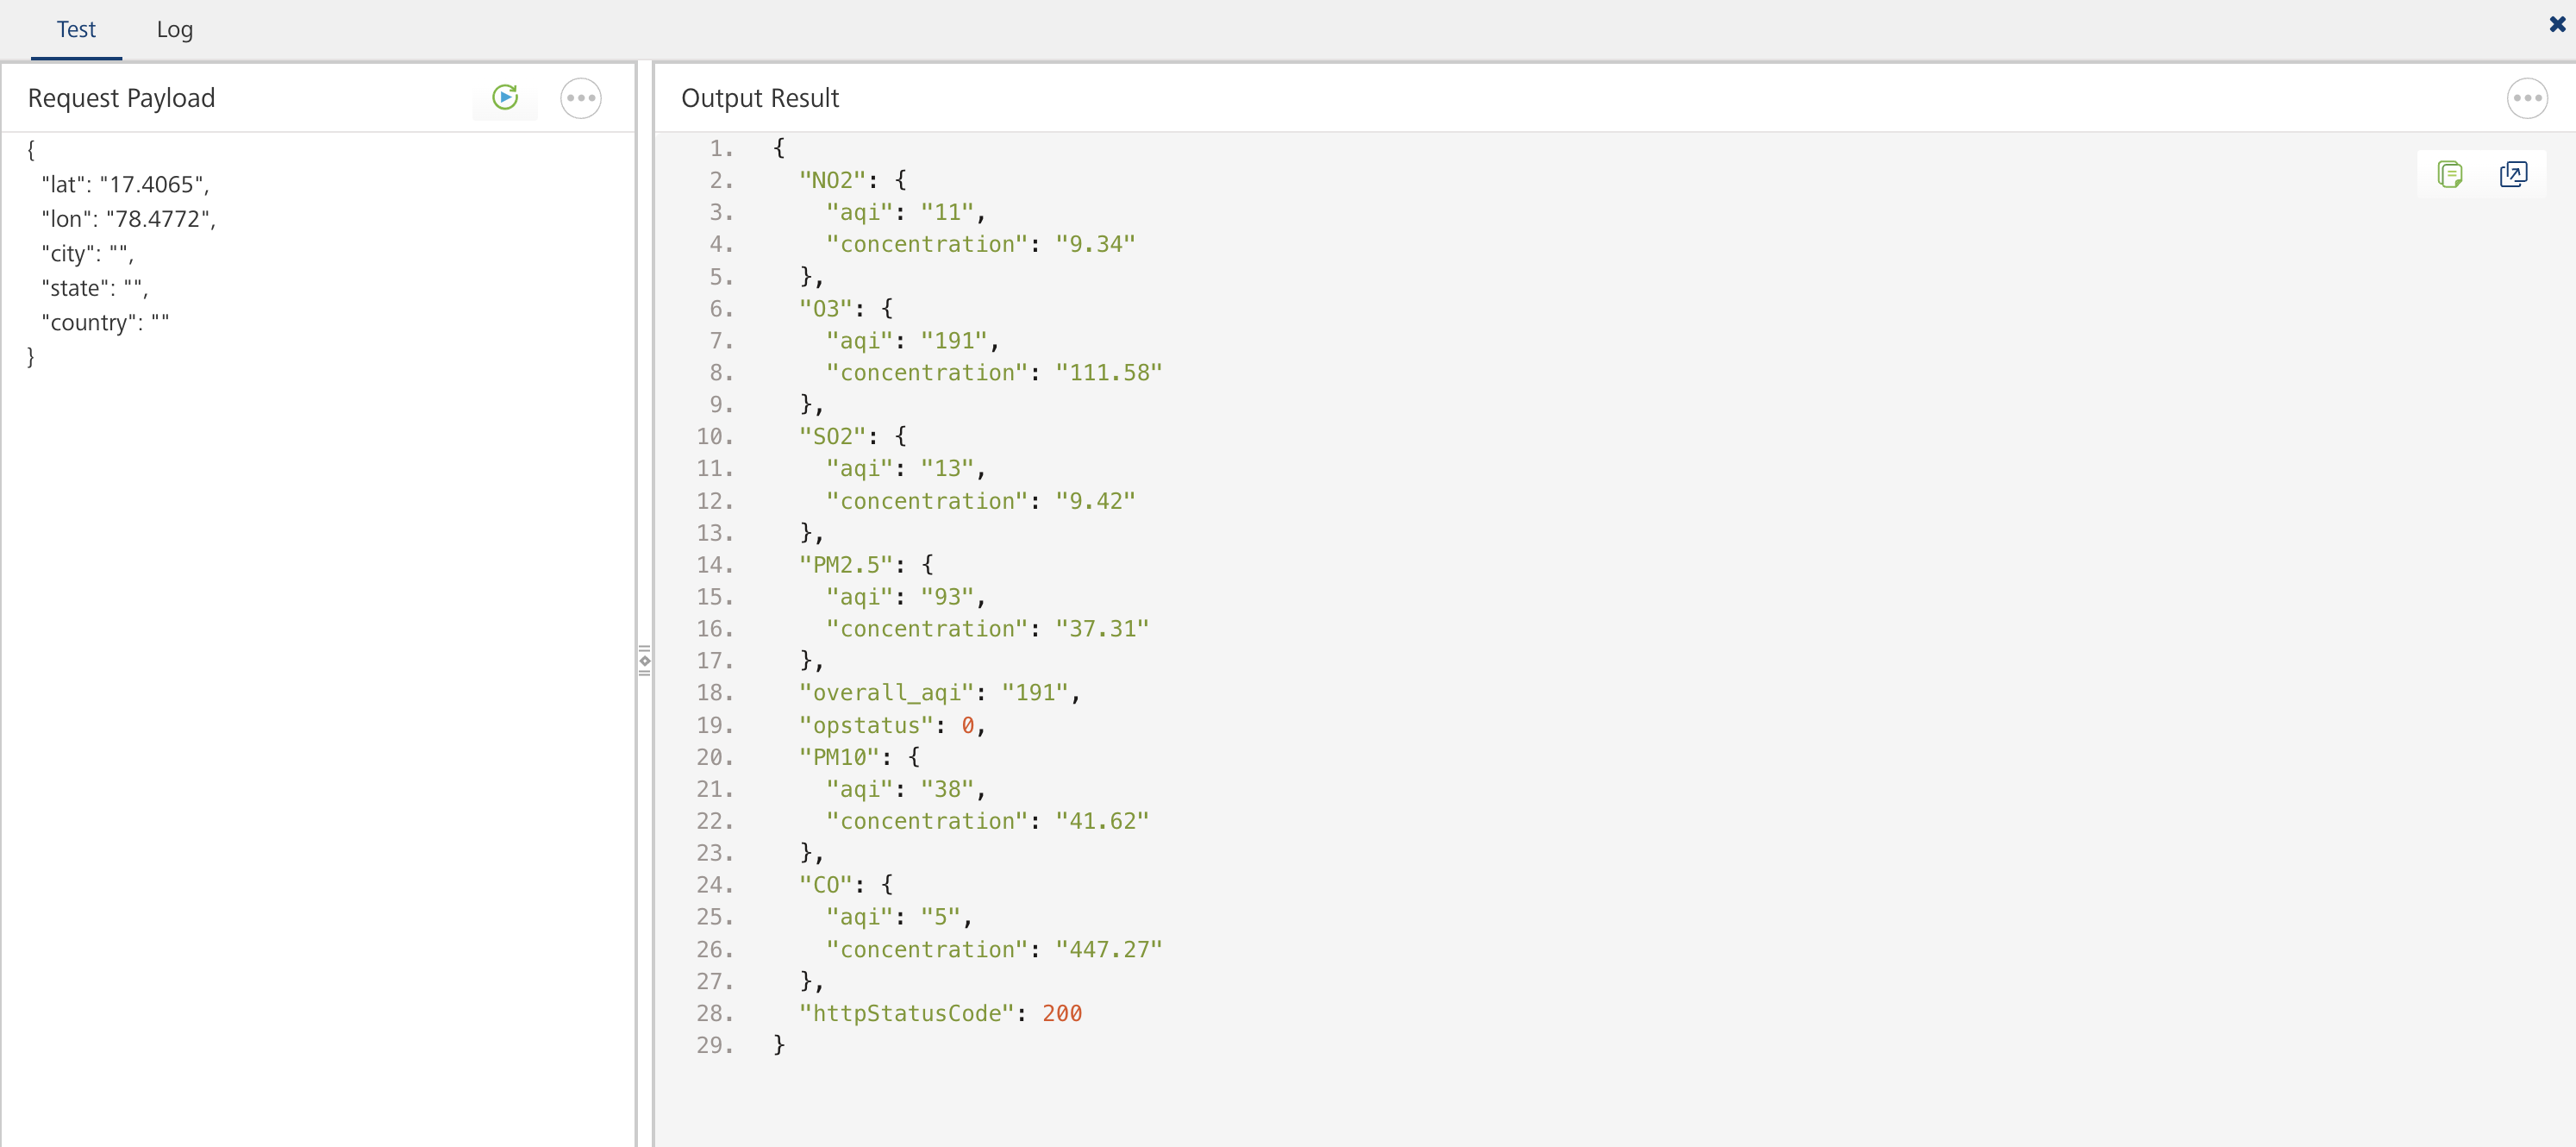 Test Log
Request Payload
{
"lat": "17.4065",
"lon": "78.4772",
"city": "",
"state": "",
"country": ""
}
Output Result
1. {
2. "NO2": {
3. "aqi": "11",
4. "concentration": "9.34"
5. },
6. "O3": {
7. "aqi": "191",
8. "concentration": "111.58"
9. },
10. "SO2": {
11. "aqi": "13",
12. "concentration": "9.42"
13. },
14. "PM2.5": {
15. "aqi": "93",
16. "concentration": "37.31"
17. },
18. "overall_aqi": "191",
19. "opstatus": 0,
20. "PM10": {
21. "aqi": "38",
22. "concentration": "41.62"
23. },
24. "CO": {
25. "aqi": "5",
26. "concentration": "447.27"
27. },
28. "httpStatusCode": 200
29. }